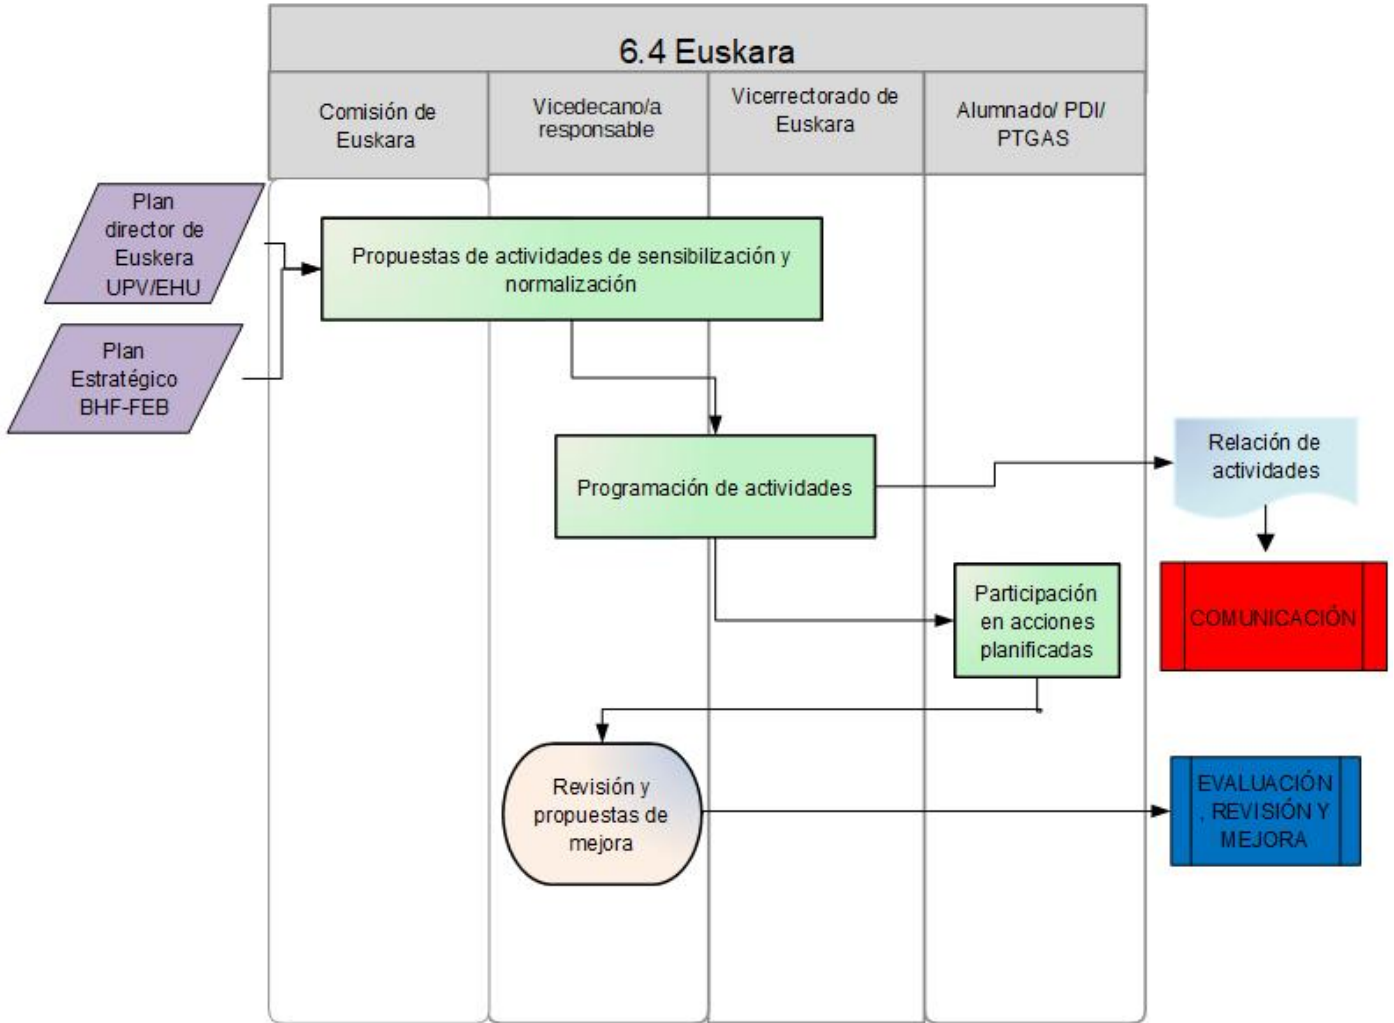 6.4 Euskara
Comisión de
Euskara
Vicedecano/a
responsable
Vicerrectorado de
Euskara
Alumnado/ PDI/
PTGAS
Plan
director de
Euskera
UPV/EHU
Plan
Estratégico
BHF-FEB
Propuestas de actividades de sensibilización y
normalización
Programación de actividades
Relación de
actividades
Participación
en acciones
planificadas
COMUNICACIÓN
Revisión y
propuestas de
mejora
EVALUACIÓN
, REVISIÓN Y
MEJORA